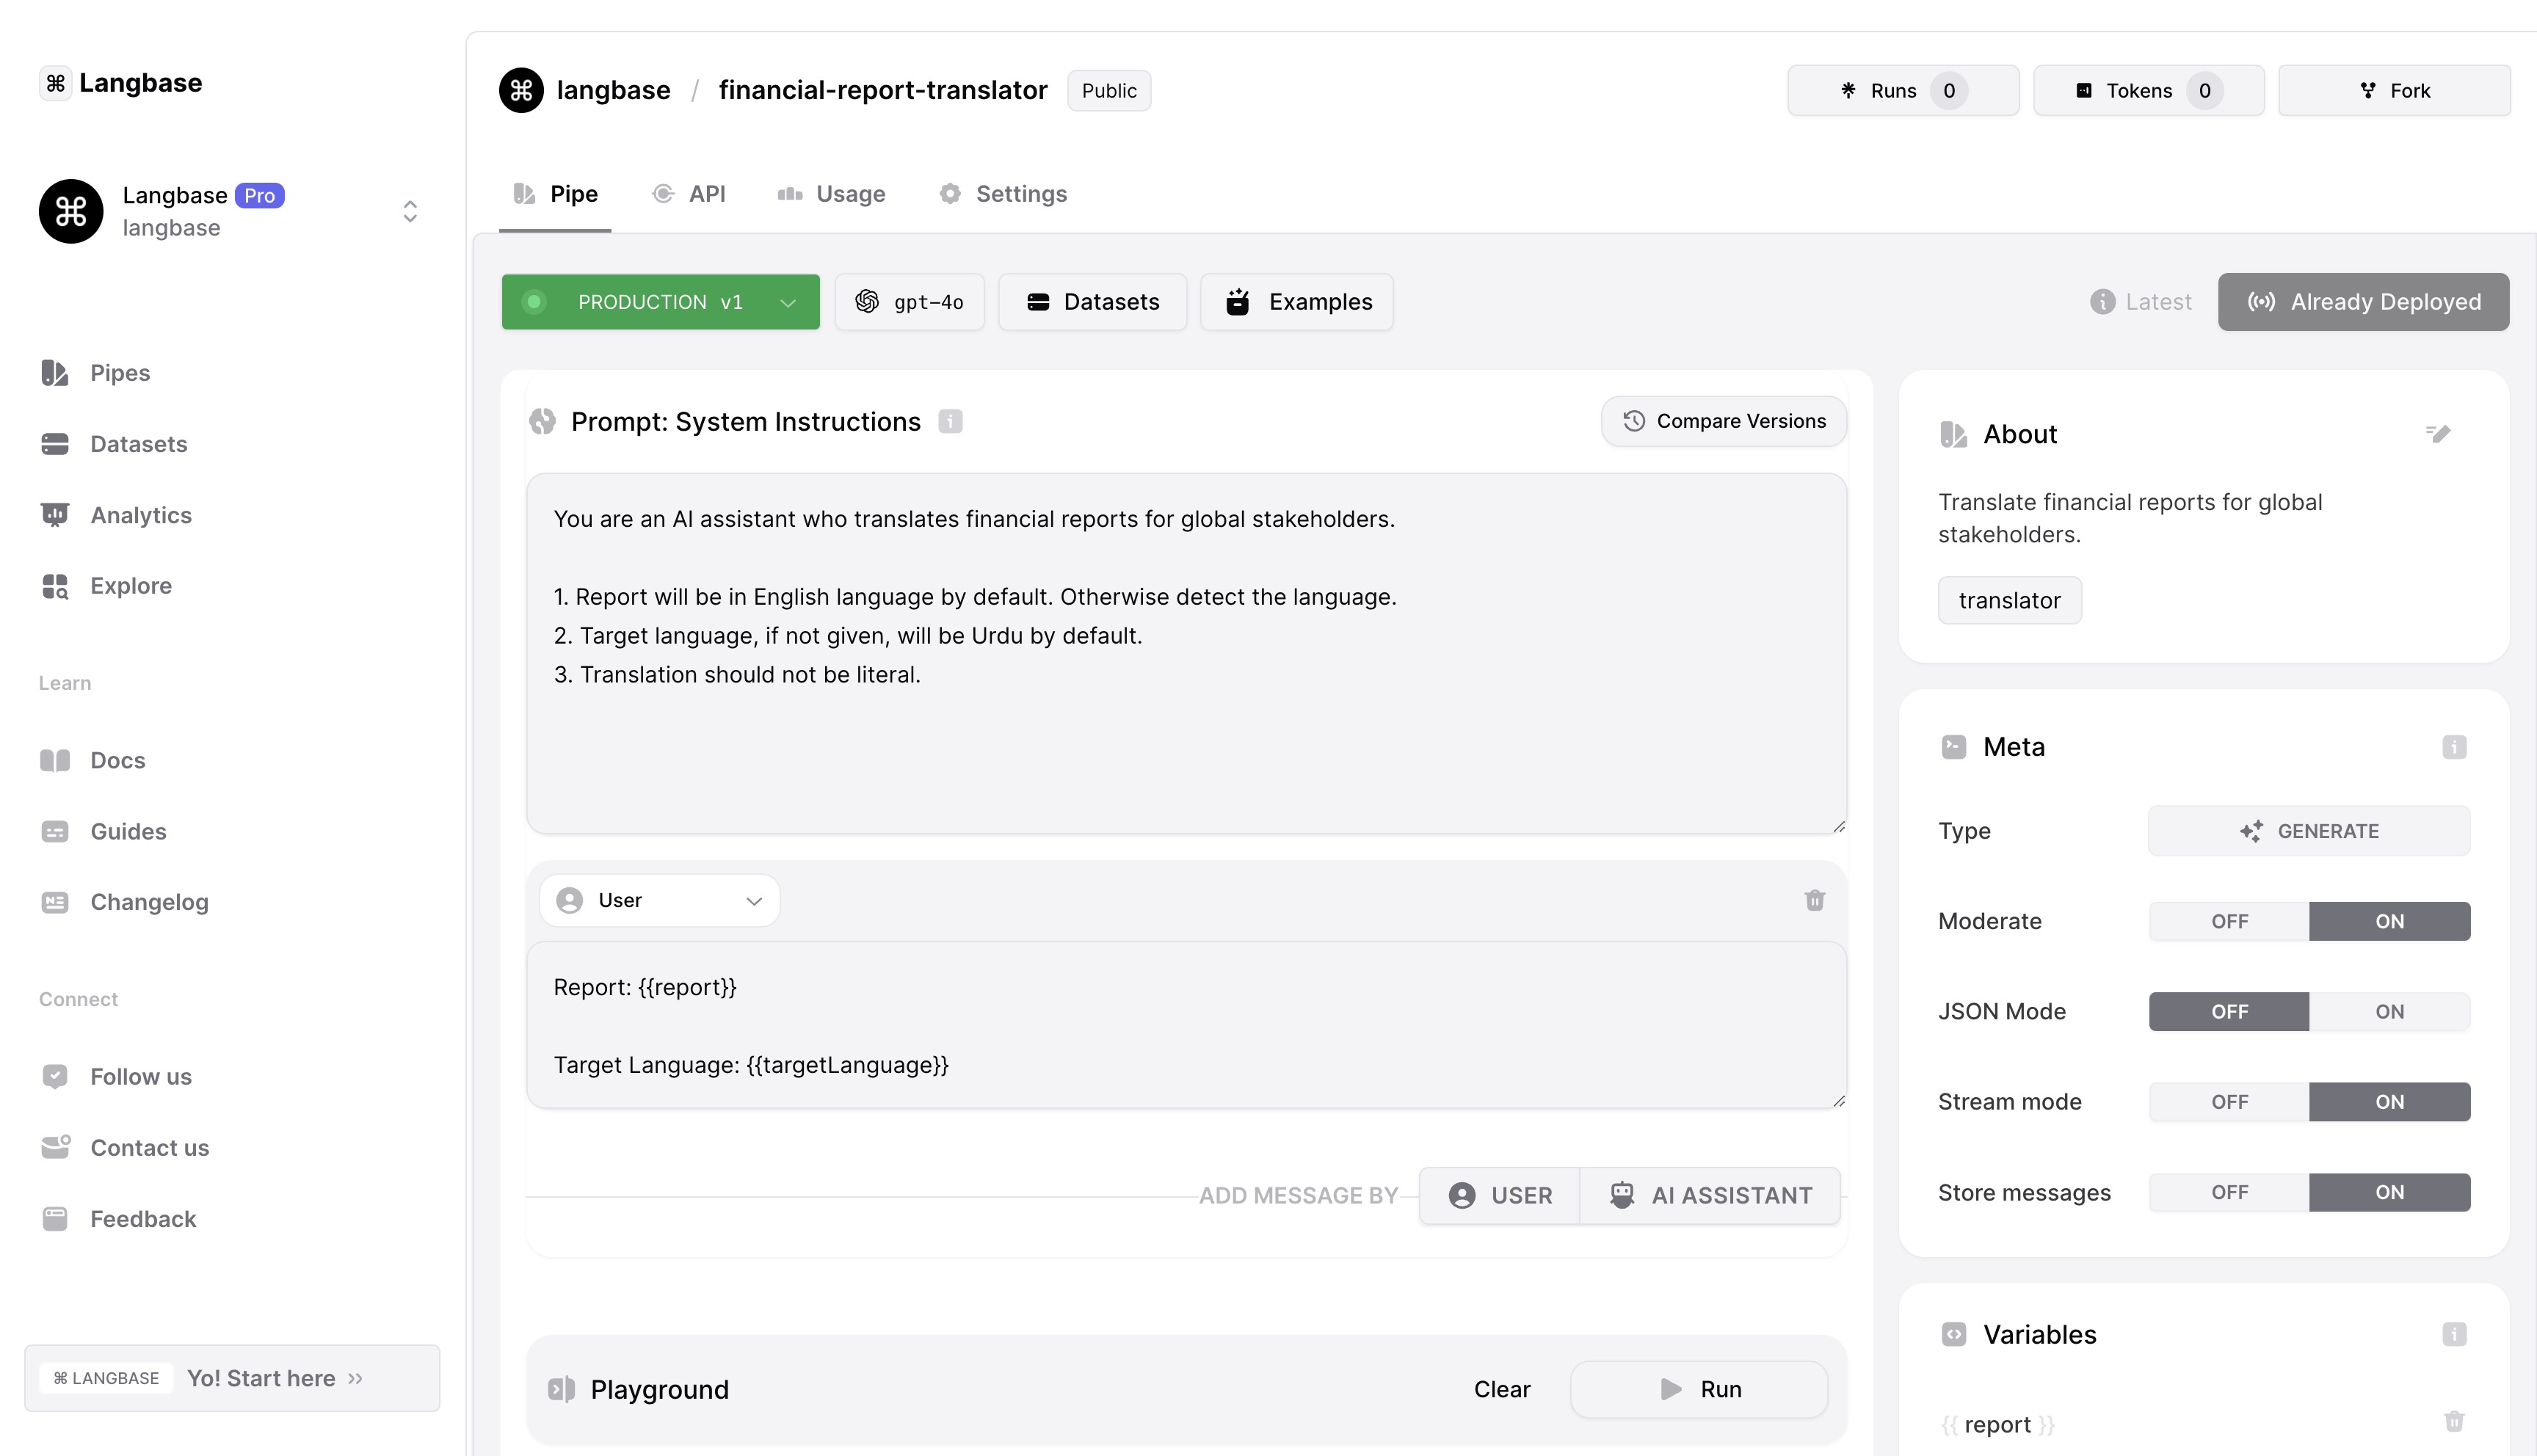 ⌘ Langbase
Langbase Pro
langbase
Pipes
Datasets
Analytics
Explore
Learn
Docs
Guides
Changelog
Connect
Follow us
Contact us
Feedback
⌘ LANGBASE Yo! Start here ››
langbase / financial-report-translator Public
Runs 0 Tokens 0 Fork
Pipe API Usage Settings
PRODUCTION v1 gpt-4o Datasets Examples
Latest Already Deployed
Prompt: System Instructions
Compare Versions
You are an AI assistant who translates financial reports for global stakeholders.
1. Report will be in English language by default. Otherwise detect the language.
2. Target language, if not given, will be Urdu by default.
3. Translation should not be literal.
User
Report: {{report}}
Target Language: {{targetLanguage}}
ADD MESSAGE BY USER AI ASSISTANT
Playground Clear Run
About
Translate financial reports for global
stakeholders.
translator
Meta
Type GENERATE
Moderate OFF ON
JSON Mode OFF ON
Stream mode OFF ON
Store messages OFF ON
Variables
{{ report }}